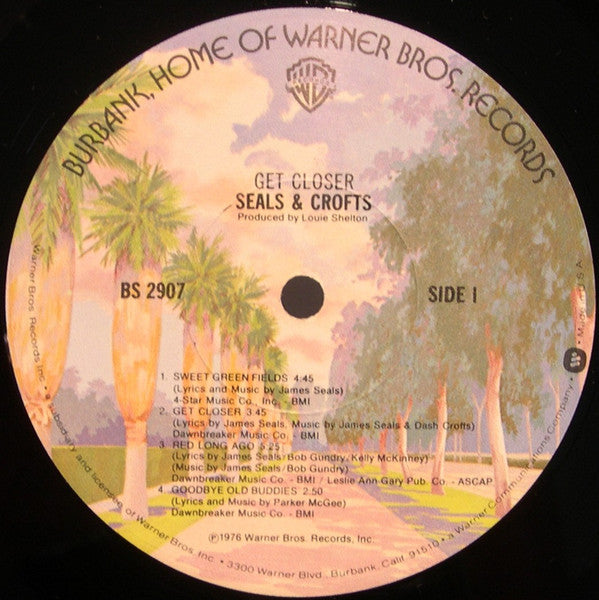 BURBANK, HOME OF WARNER BROS. RECORDS
WB
RECORDS
GET CLOSER
SEALS & CROFTS
Produced by Louie Shelton
BS 2907
SIDE 1
1. SWEET GREEN FIELDS 4:45
(Lyrics and Music by James Seals)
4-Star Music Co., Inc. - BMI
2. GET CLOSER 3:45
(Lyrics by James Seals, Music by James Seals & Dash Crofts)
Dawnbreaker Music Co. - BMI
3. RED LONG AGO 5:25
(Lyrics by James Seals/Bob Gundry, Kelly McKinney)
(Music by James Seals/Bob Gundry)
Dawnbreaker Music Co. - BMI / Leslie Ann Gary Pub. Co. - ASCAP
4. GOODBYE OLD BUDDIES 2:50
(Lyrics and Music by Parker McGee)
Dawnbreaker Music Co. - BMI
℗1976 Warner Bros. Records, Inc.
Warner Bros. Records Inc. • a subsidiary and licensee of Warner Bros. Inc. • 3300 Warner Blvd., Burbank, Calif. 91510 • a Warner Communications Company • Made in U.S.A.